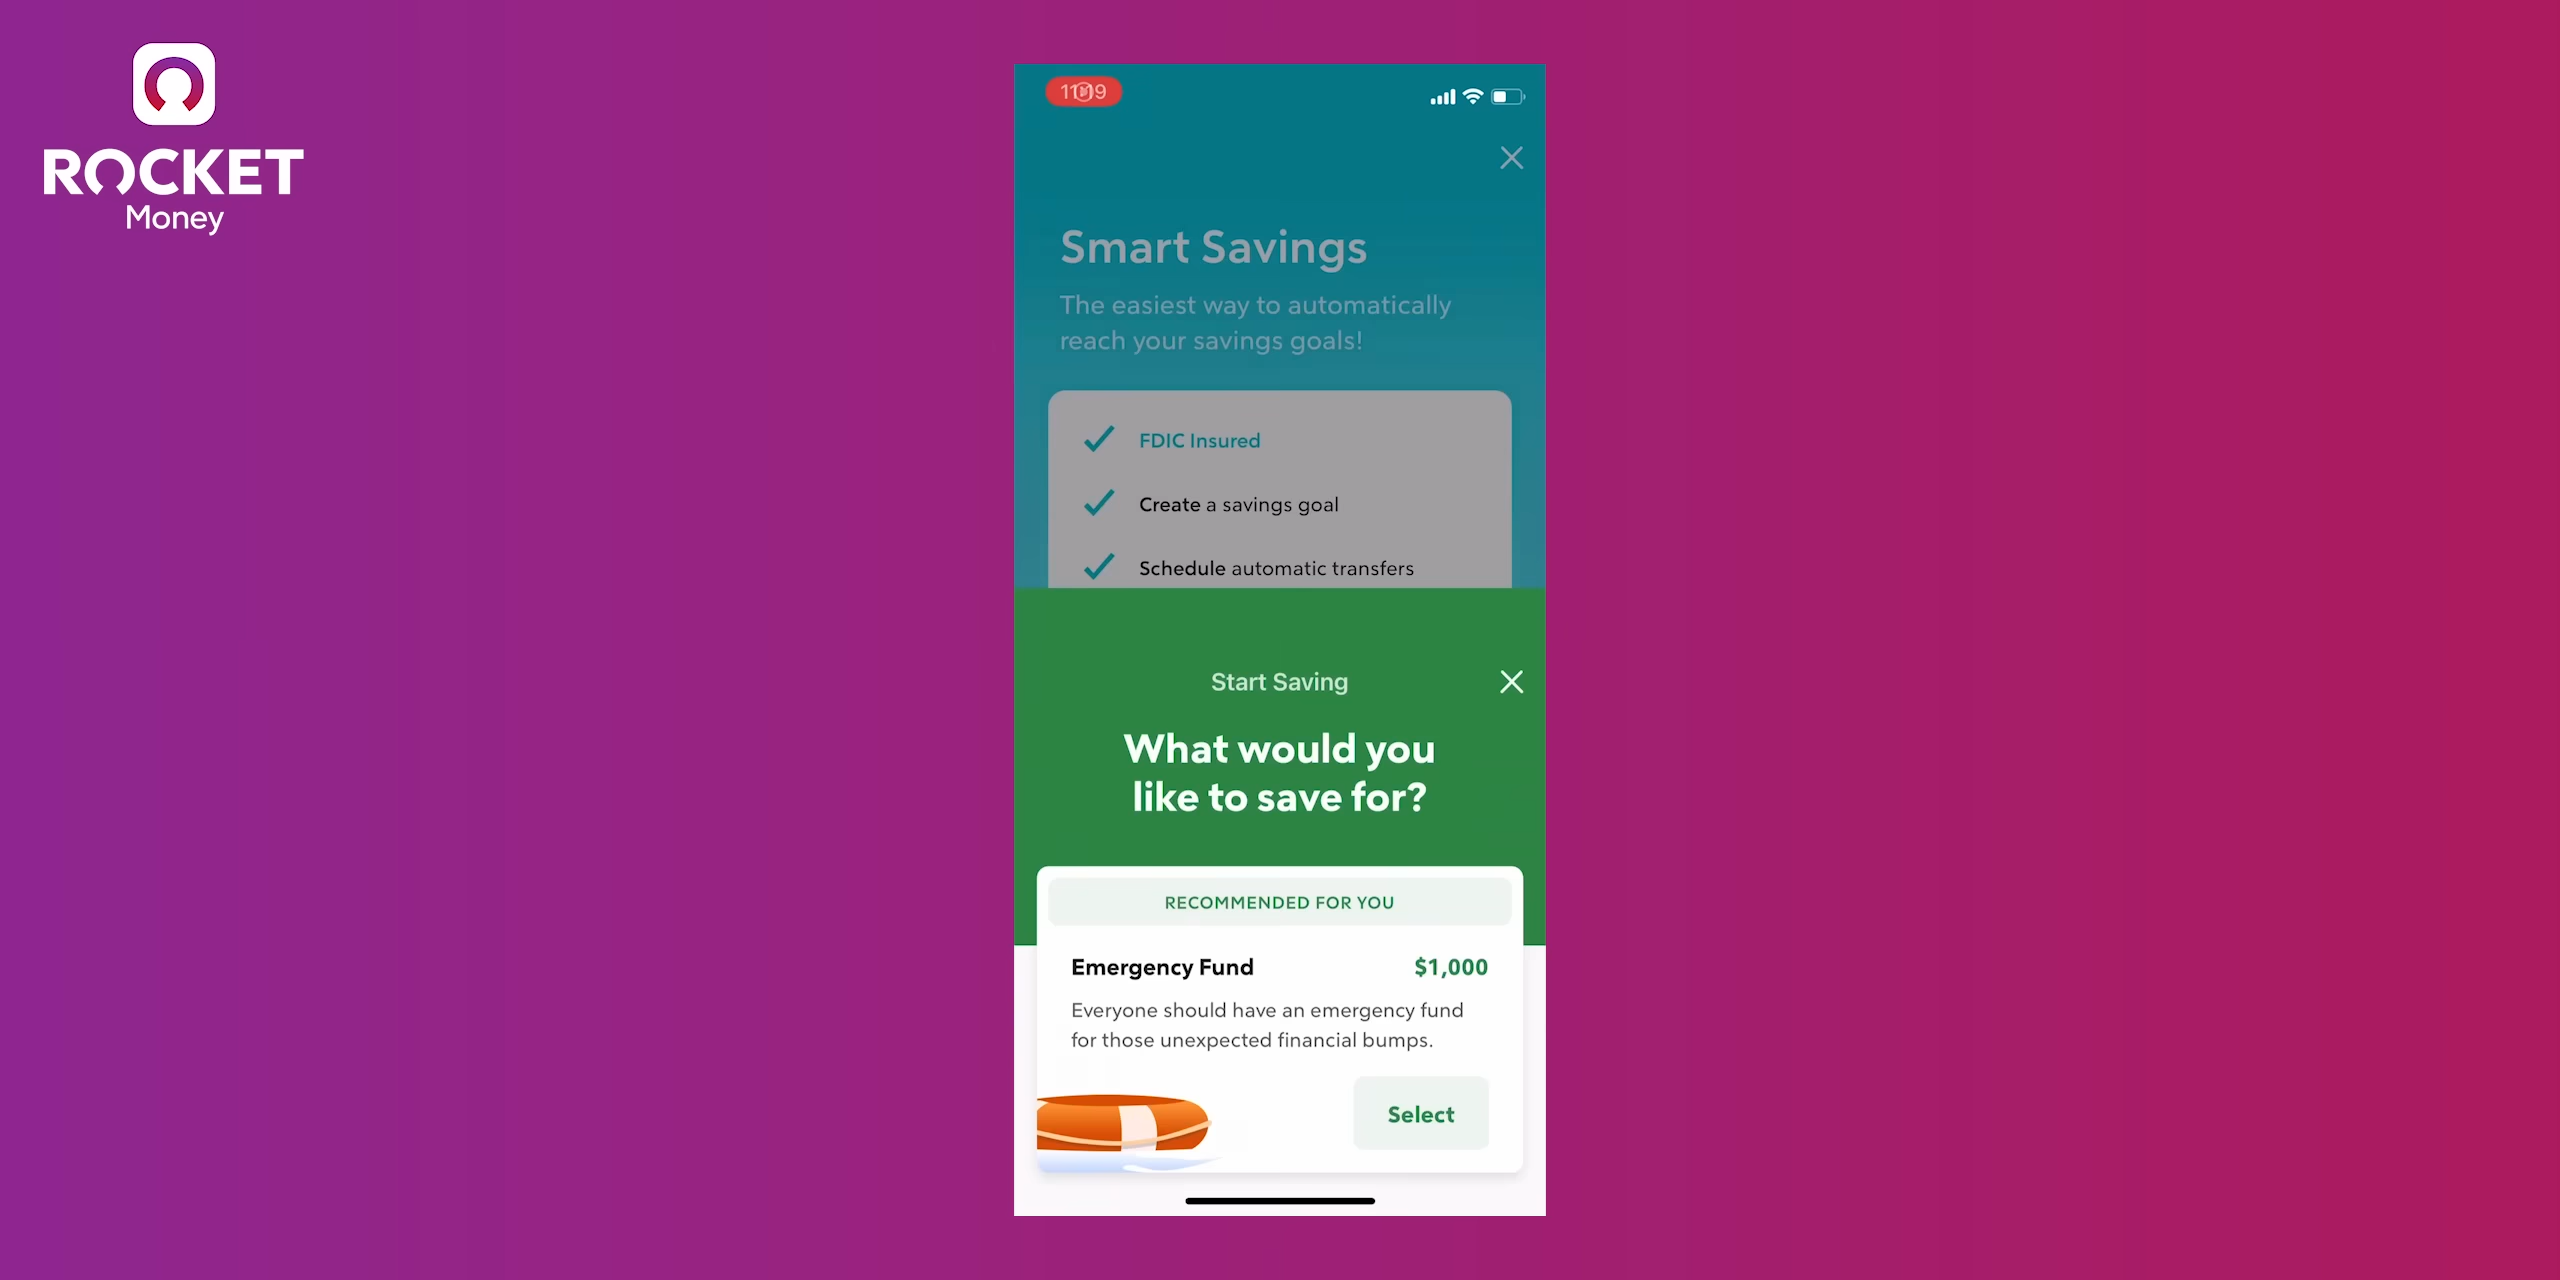 ROCKET
Money
11:09
Smart Savings
The easiest way to automatically
reach your savings goals!
FDIC Insured
Create a savings goal
Schedule automatic transfers
Start Saving
What would you
like to save for?
RECOMMENDED FOR YOU
Emergency Fund $1,000
Everyone should have an emergency fund
for those unexpected financial bumps.
Select